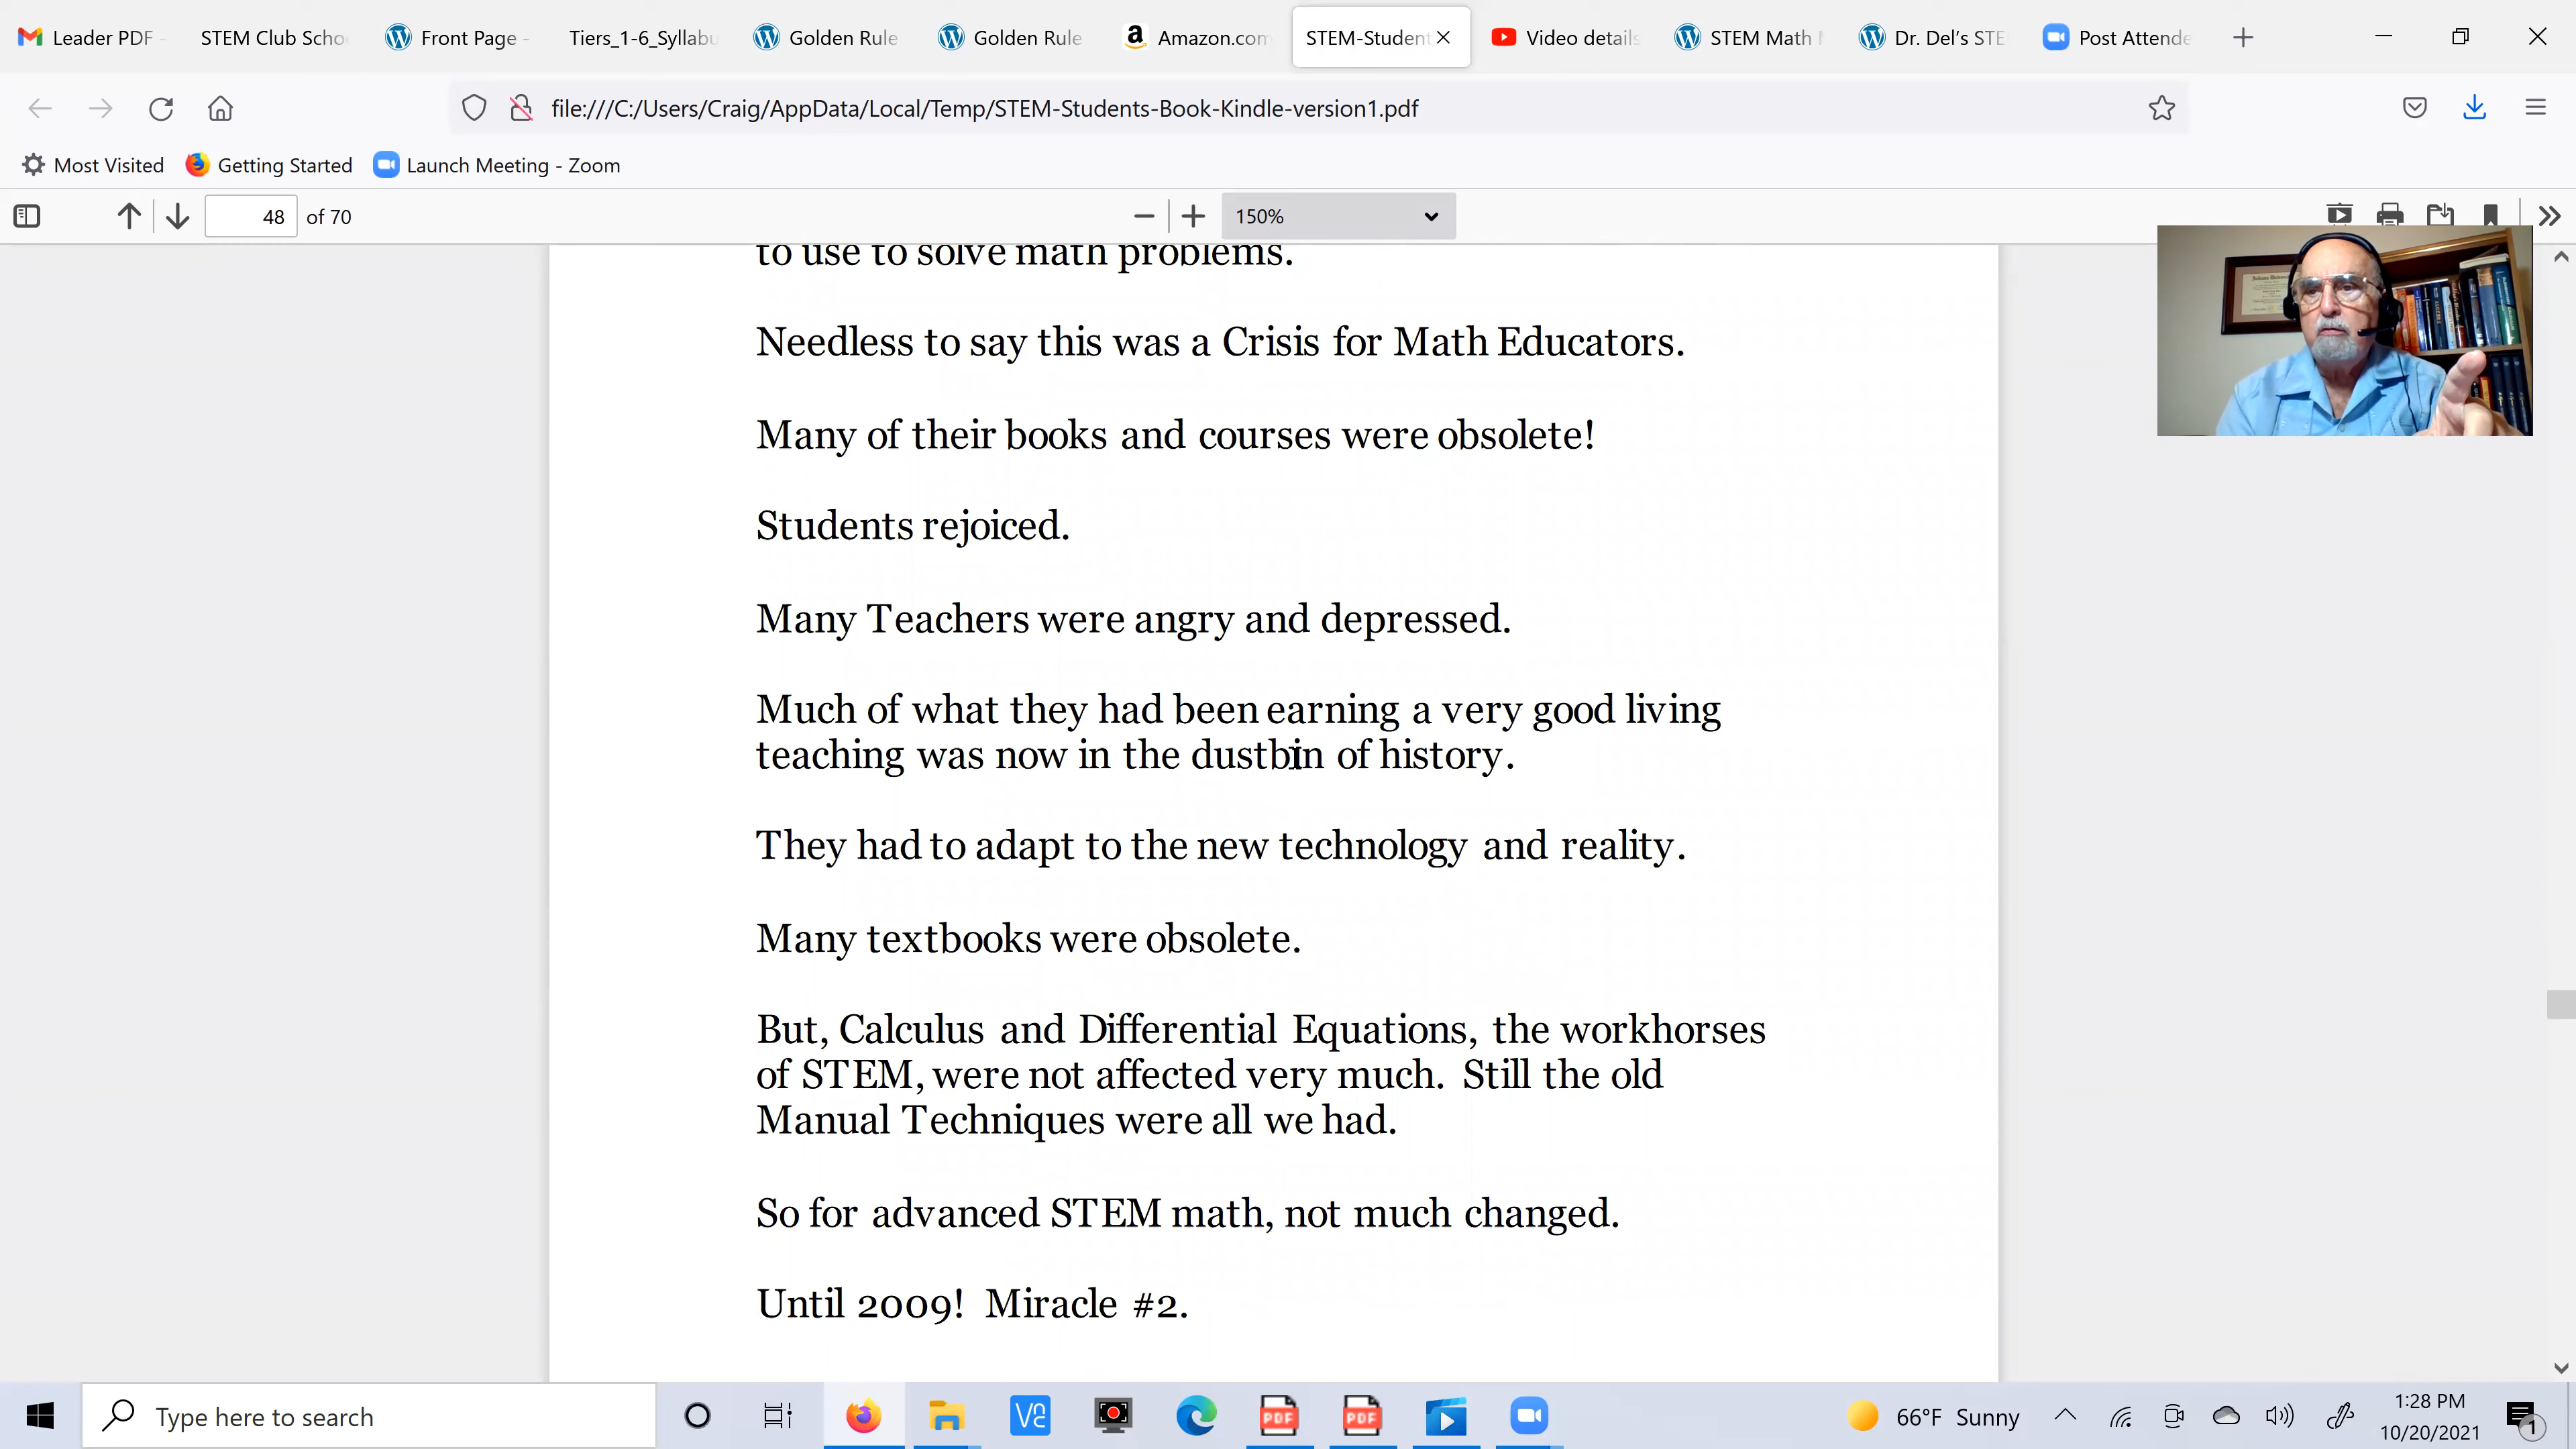 Leader PDF -
STEM Club Scho
Front Page -
Tiers_1-6_Syllabu
Golden Rule
Golden Rule
Amazon.com
STEM-Student
Video details
STEM Math
Dr. Del's STE
Post Attende
file:///C:/Users/Craig/AppData/Local/Temp/STEM-Students-Book-Kindle-version1.pdf
Most Visited
Getting Started
Launch Meeting - Zoom
48 of 70
150%
to use to solve math problems.
Needless to say this was a Crisis for Math Educators.
Many of their books and courses were obsolete!
Students rejoiced.
Many Teachers were angry and depressed.
Much of what they had been earning a very good living
teaching was now in the dustbin of history.
They had to adapt to the new technology and reality.
Many textbooks were obsolete.
But, Calculus and Differential Equations, the workhorses
of STEM, were not affected very much. Still the old
Manual Techniques were all we had.
So for advanced STEM math, not much changed.
Until 2009! Miracle #2.
Type here to search
PDF
PDF
66°F Sunny
1:28 PM
10/20/2021
1